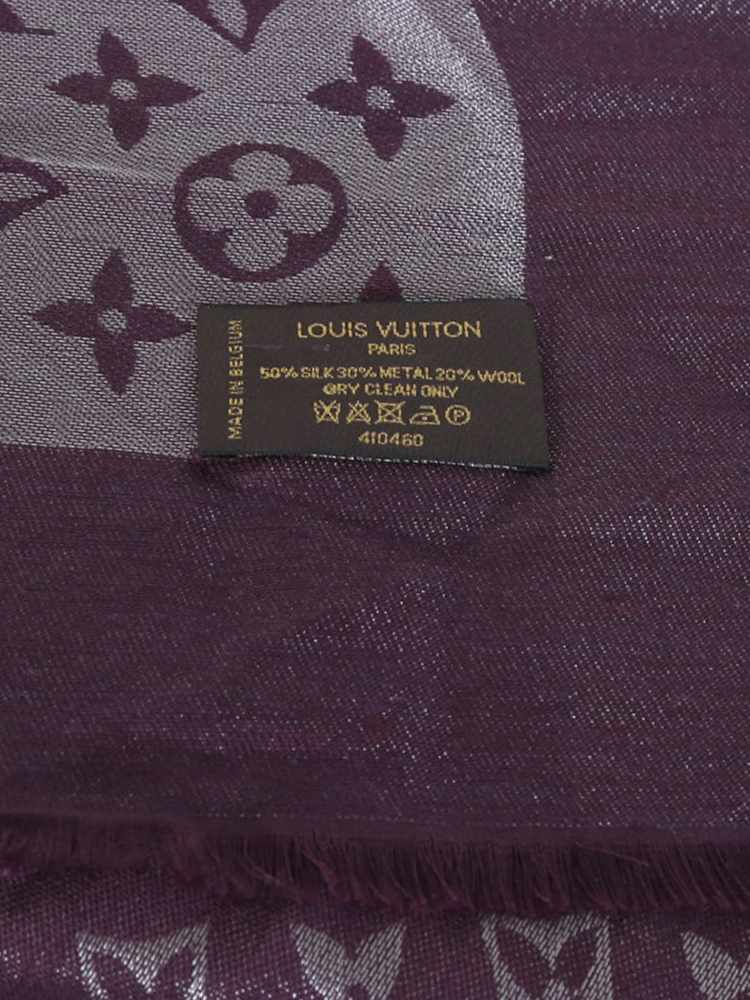 MADE IN BELGIUM
LOUIS VUITTON
PARIS
50% SILK 30% METAL 20% WOOL
DRY CLEAN ONLY
410460